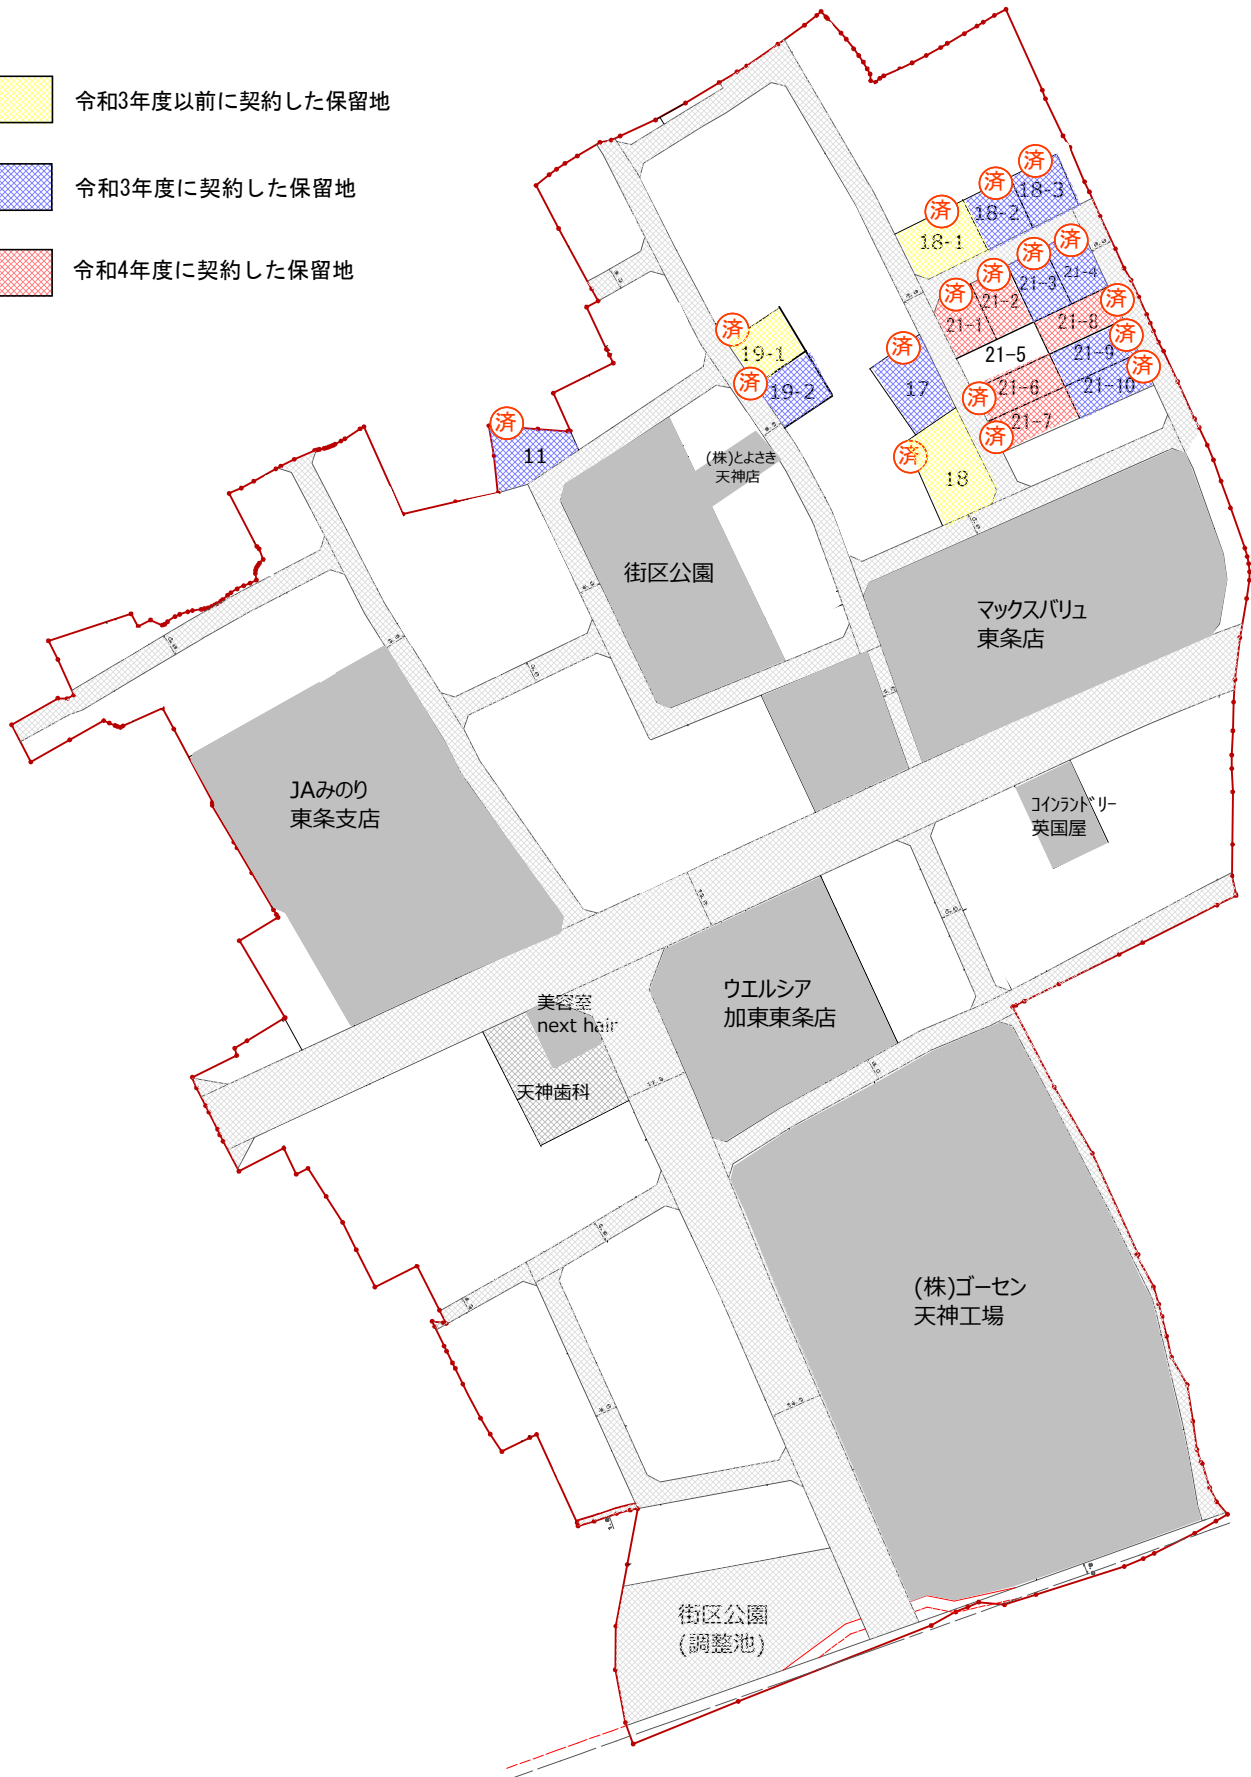 令和3年度以前に契約した保留地
令和3年度に契約した保留地
令和4年度に契約した保留地
済
18-3
済
18-2
済
18-1
済
21-4
済
21-3
済
21-2
済
21-1
済
21-8
21-5
済
21-9
済
21-10
済
21-6
済
21-7
済
19-1
済
19-2
済
17
済
18
済
11
(株)とよさき
天神店
街区公園
マックスバリュ
東条店
JAみのり
東条支店
コインランドリー
英国屋
ウエルシア
加東東条店
美容室
next hair
天神歯科
(株)ゴーセン
天神工場
街区公園
(調整池)